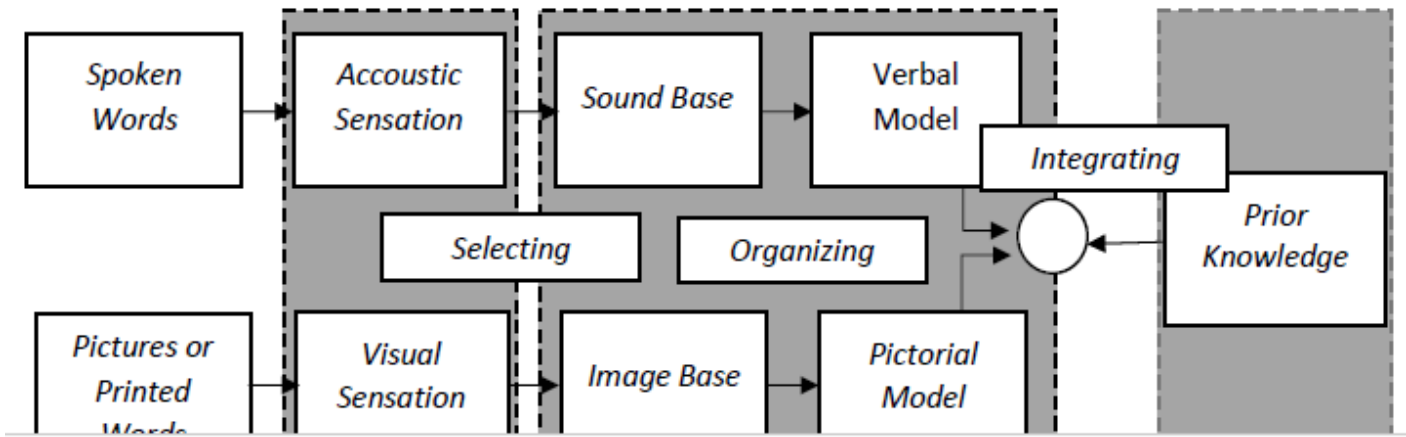 Spoken
Words
Accoustic
Sensation
Sound Base
Verbal
Model
Integrating
Selecting
Organizing
Prior
Knowledge
Pictures or
Printed
Words
Visual
Sensation
Image Base
Pictorial
Model